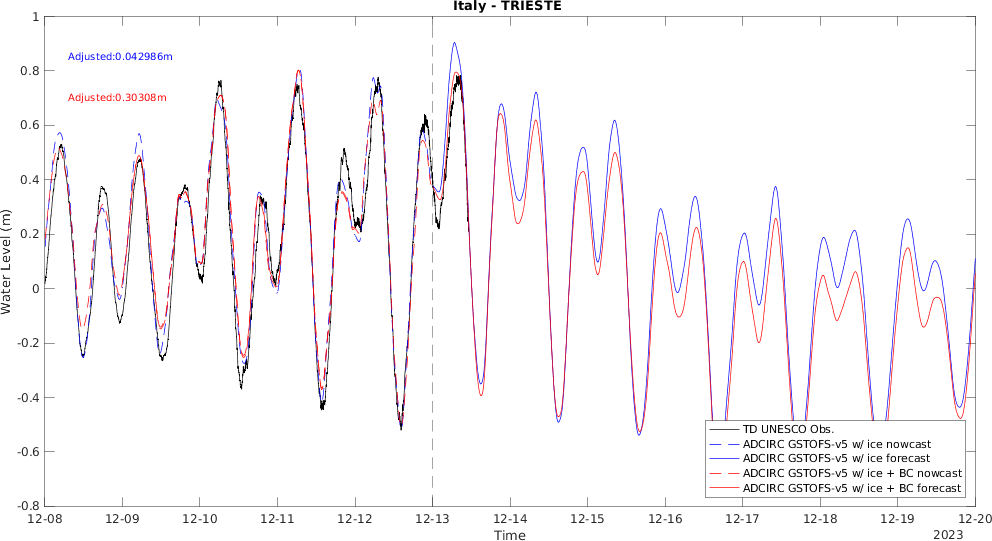 Italy - TRIESTE
Adjusted:0.042986m
Adjusted:0.30308m
Water Level (m)
1
0.8
0.6
0.4
0.2
0
-0.2
-0.4
-0.6
-0.8
TD UNESCO Obs.
ADCIRC GSTOFS-v5 w/ ice nowcast
ADCIRC GSTOFS-v5 w/ ice forecast
ADCIRC GSTOFS-v5 w/ ice + BC nowcast
ADCIRC GSTOFS-v5 w/ ice + BC forecast
12-08 12-09 12-10 12-11 12-12 12-13 12-14 12-15 12-16 12-17 12-18 12-19 12-20
Time
2023